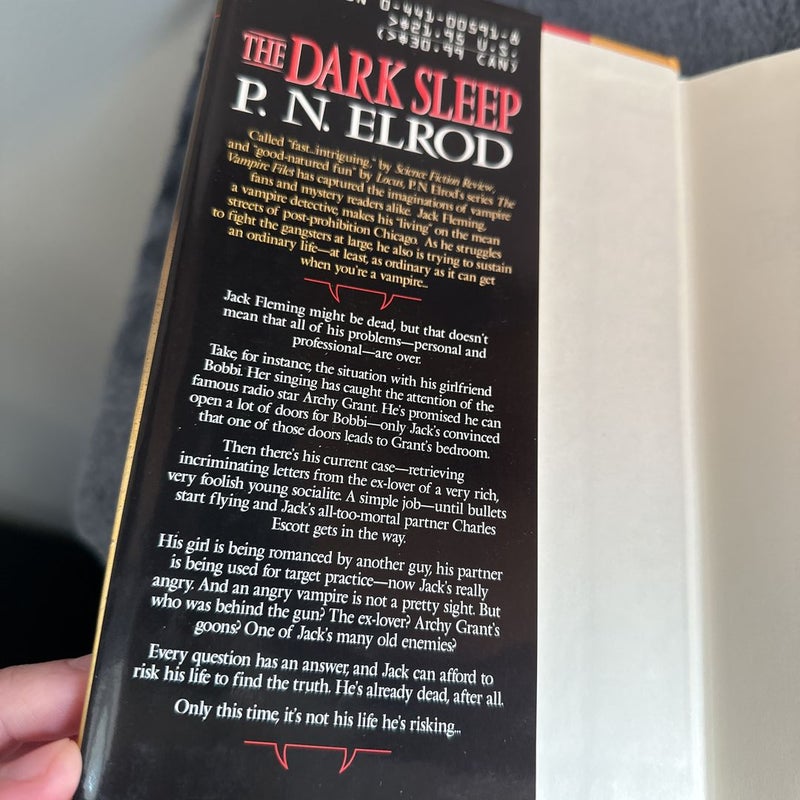 0-441-00591-8
>$21.95 U.S.
(>$30.99 CAN)
THE DARK SLEEP
P. N. ELROD
Called "fast...intriguing," by Science Fiction Review,
and "good-natured fun" by Locus, P.N. Elrod's series The
Vampire Files has captured the imaginations of vampire
fans and mystery readers alike. Jack Fleming,
a vampire detective, makes his "living" on the mean
streets of post-prohibition Chicago. As he struggles
to fight the gangsters at large, he also is trying to sustain
an ordinary life—at least, as ordinary as it can get
when you're a vampire...
Jack Fleming might be dead, but that doesn't
mean that all of his problems—personal and
professional—are over.
Take, for instance, the situation with his girlfriend
Bobbi. Her singing has caught the attention of the
famous radio star Archy Grant. He's promised he can
open a lot of doors for Bobbi—only Jack's convinced
that one of those doors leads to Grant's bedroom.
Then there's his current case—retrieving
incriminating letters from the ex-lover of a very rich,
very foolish young socialite. A simple job—until bullets
start flying and Jack's all-too-mortal partner Charles
Escott gets in the way.
His girl is being romanced by another guy, his partner
is being used for target practice—now Jack's really
angry. And an angry vampire is not a pretty sight. But
who was behind the gun? The ex-lover? Archy Grant's
goons? One of Jack's many old enemies?
Every question has an answer, and Jack can afford to
risk his life to find the truth. He's already dead, after all.
Only this time, it's not his life he's risking...